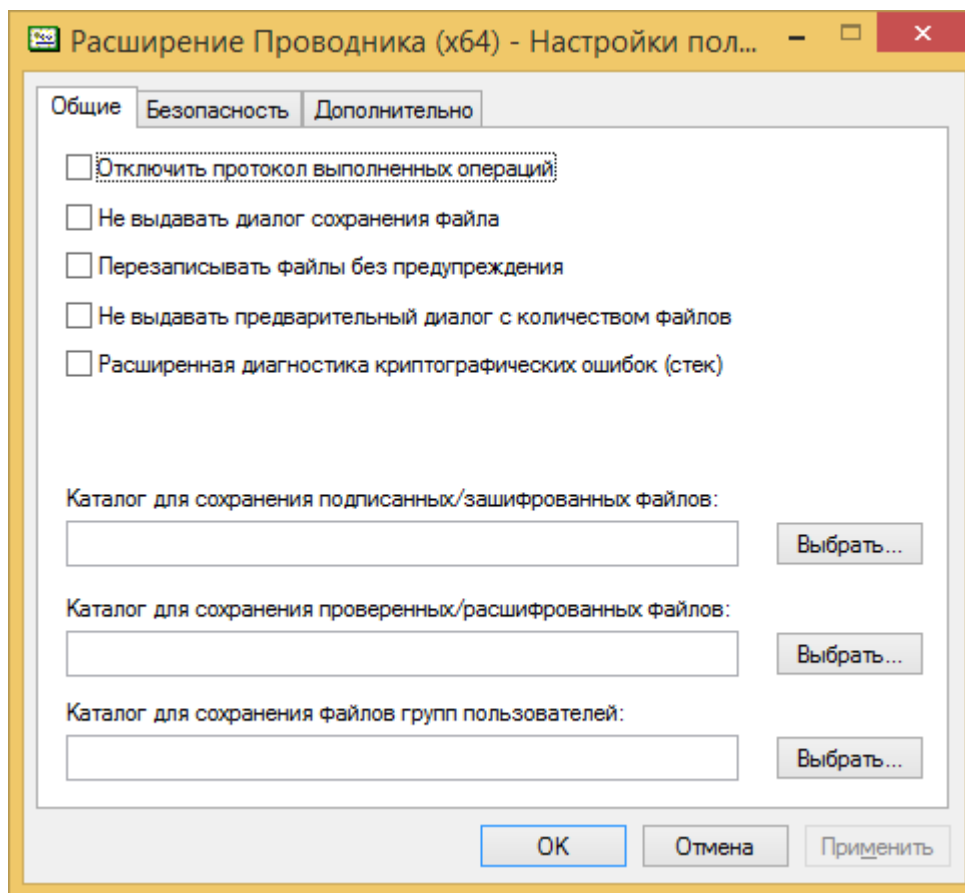 Расширение Проводника (x64) - Настройки пол...
Общие Безопасность Дополнительно
Отключить протокол выполненных операций
Не выдавать диалог сохранения файла
Перезаписывать файлы без предупреждения
Не выдавать предварительный диалог с количеством файлов
Расширенная диагностика криптографических ошибок (стек)
Каталог для сохранения подписанных/зашифрованных файлов:
Выбрать...
Каталог для сохранения проверенных/расшифрованных файлов:
Выбрать...
Каталог для сохранения файлов групп пользователей:
Выбрать...
OK Отмена Применить